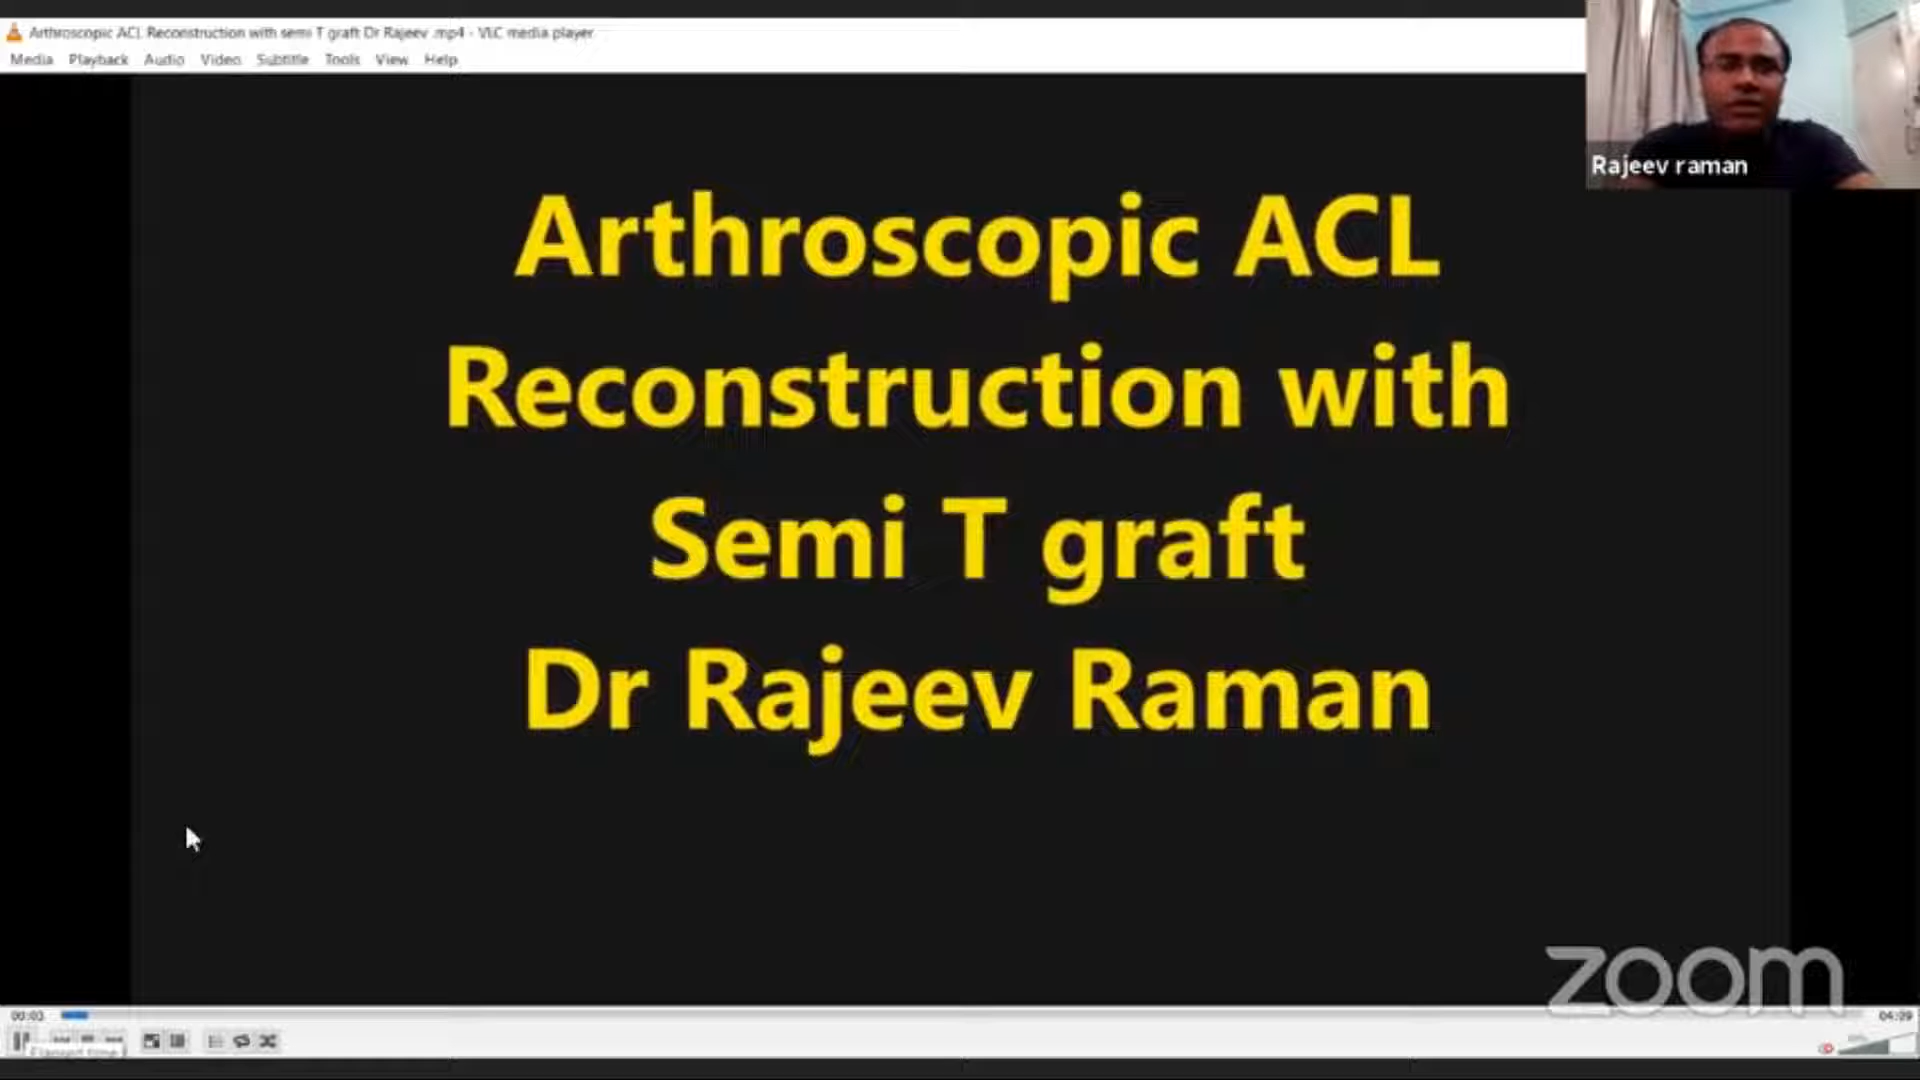 Arthroscopic ACL Reconstruction with semi T graft Dr Rajeev .mp4 - VLC media player
Media Playback Audio Video Subtitle Tools View Help
Rajeev raman
Arthroscopic ACL
Reconstruction with
Semi T graft
Dr Rajeev Raman
zoom
00:03
04:09